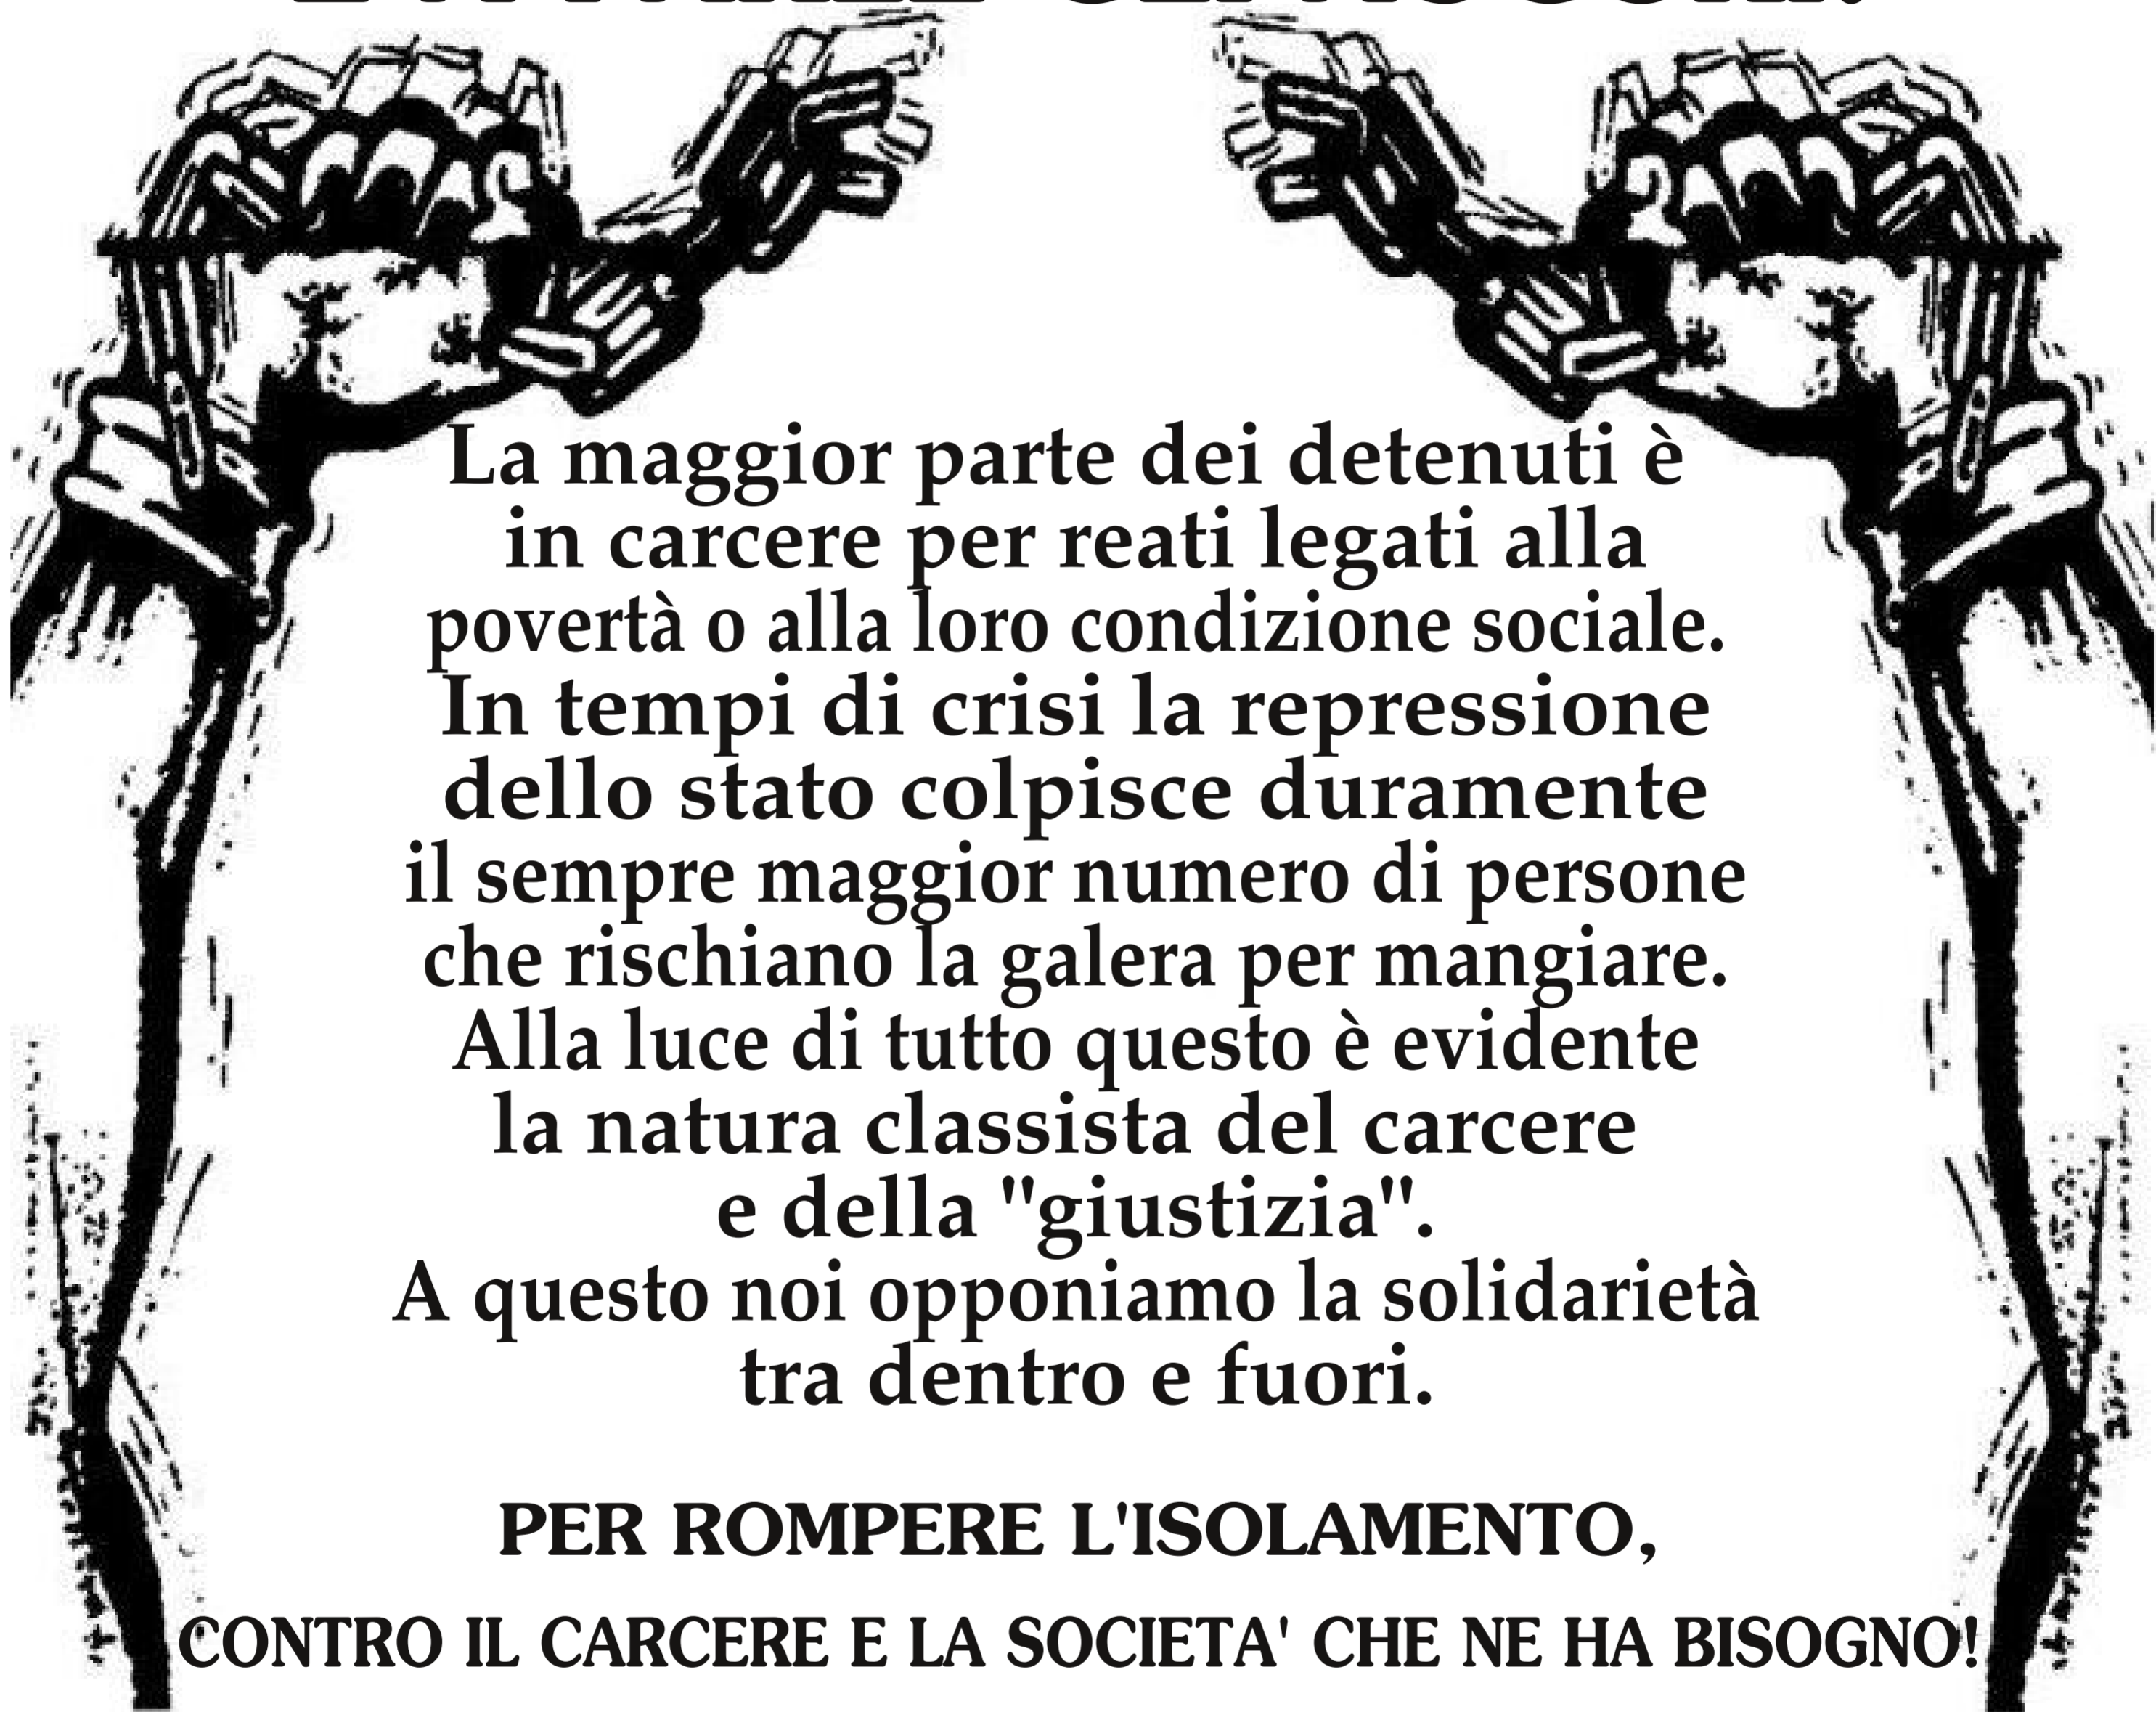 La maggior parte dei detenuti è
in carcere per reati legati alla
povertà o alla loro condizione sociale.
In tempi di crisi la repressione
dello stato colpisce duramente
il sempre maggior numero di persone
che rischiano la galera per mangiare.
Alla luce di tutto questo è evidente
la natura classista del carcere
e della "giustizia".
A questo noi opponiamo la solidarietà
tra dentro e fuori.
PER ROMPERE L'ISOLAMENTO,
CONTRO IL CARCERE E LA SOCIETA' CHE NE HA BISOGNO!